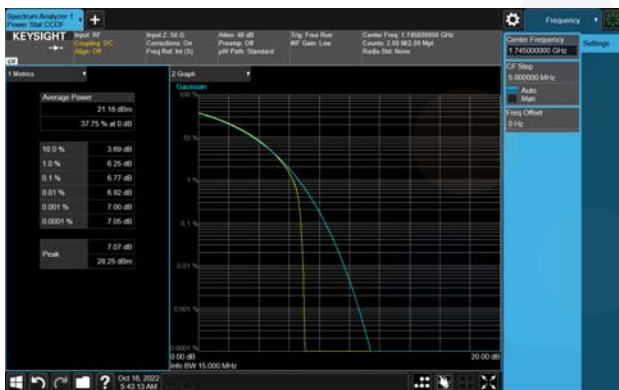 Spectrum Analyzer 1
Power Stat CCDF
+
Frequency
KEYSIGHT
Input: RF
Coupling: DC
Align: Off
Input Z: 50 Ω
Corrections: On
Freq Ref: Int (S)
Atten: 40 dB
Preamp: Off
µW Path: Standard
Trig: Free Run
#IF Gain: Low
Center Freq: 1.745000000 GHz
Counts: 2.00 M/2.00 Mpt
Radio Std: None
Center Frequency
1.745000000 GHz
Settings
CF Step
5.000000 MHz
Auto
Man
Freq Offset
0 Hz
1 Metrics
2 Graph
Gaussian
Average Power
21.18 dBm
37.75 % at 0 dB
10.0 % 3.69 dB
1.0 % 6.25 dB
0.1 % 6.77 dB
0.01 % 6.92 dB
0.001 % 7.00 dB
0.0001 % 7.05 dB
Peak 7.07 dB
28.25 dBm
100 %
10 %
1 %
0.1 %
0.01 %
0.001 %
0.0001 %
0.00 dB
20.00 dB
Info BW 15.000 MHz
?
Oct 16, 2022
5:43:13 AM